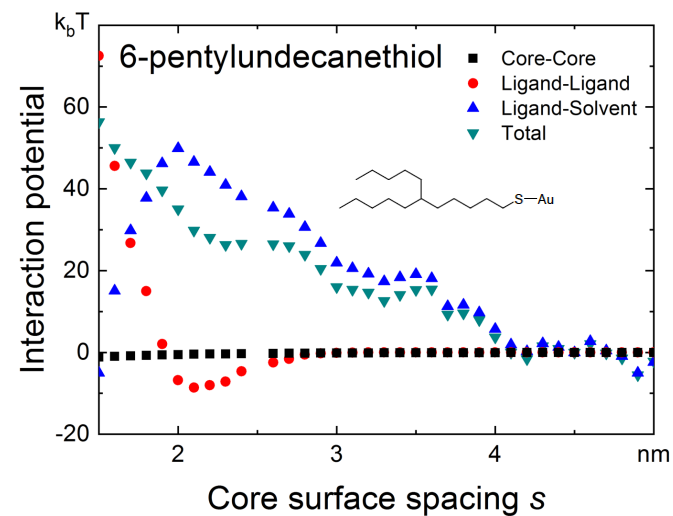 k_bT
6-pentylundecanethiol
Core-Core
Ligand-Ligand
Ligand-Solvent
Total
60
40
20
0
-20
Interaction potential
S—Au
2
3
4
nm
Core surface spacing s